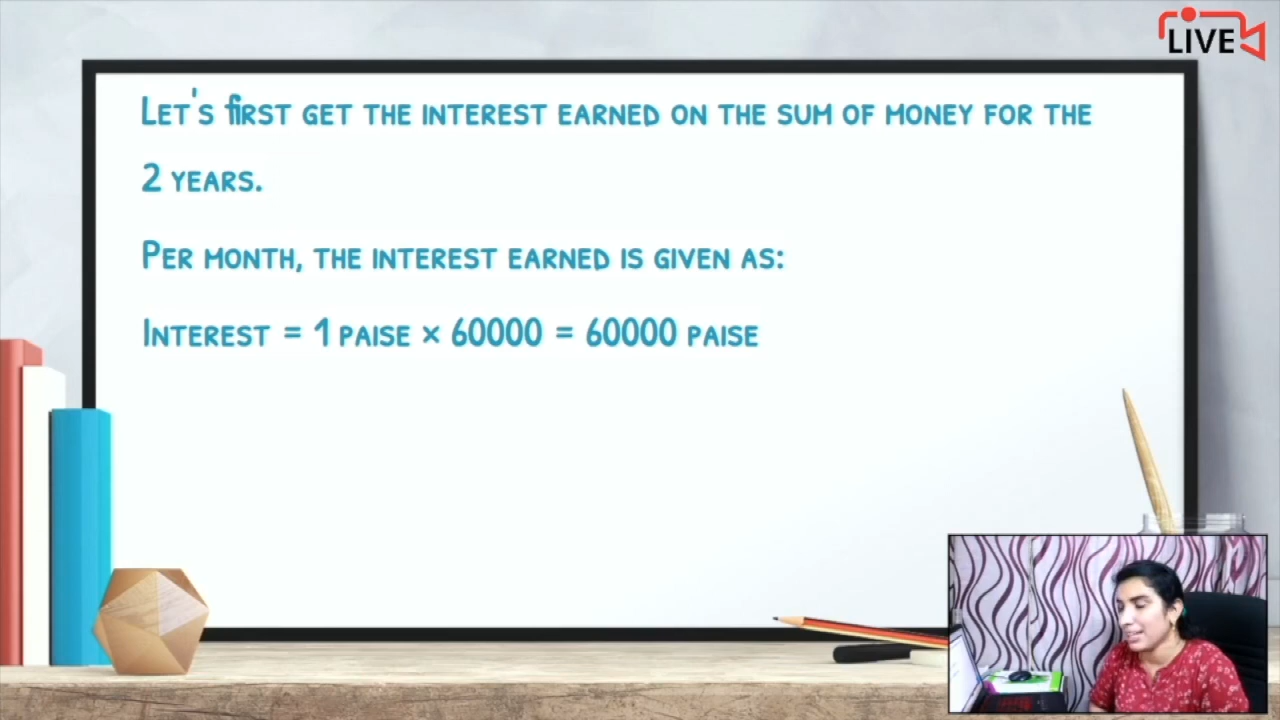 LIVE
Let's first get the interest earned on the sum of money for the
2 years.
Per month, the interest earned is given as:
Interest = 1 paise × 60000 = 60000 paise